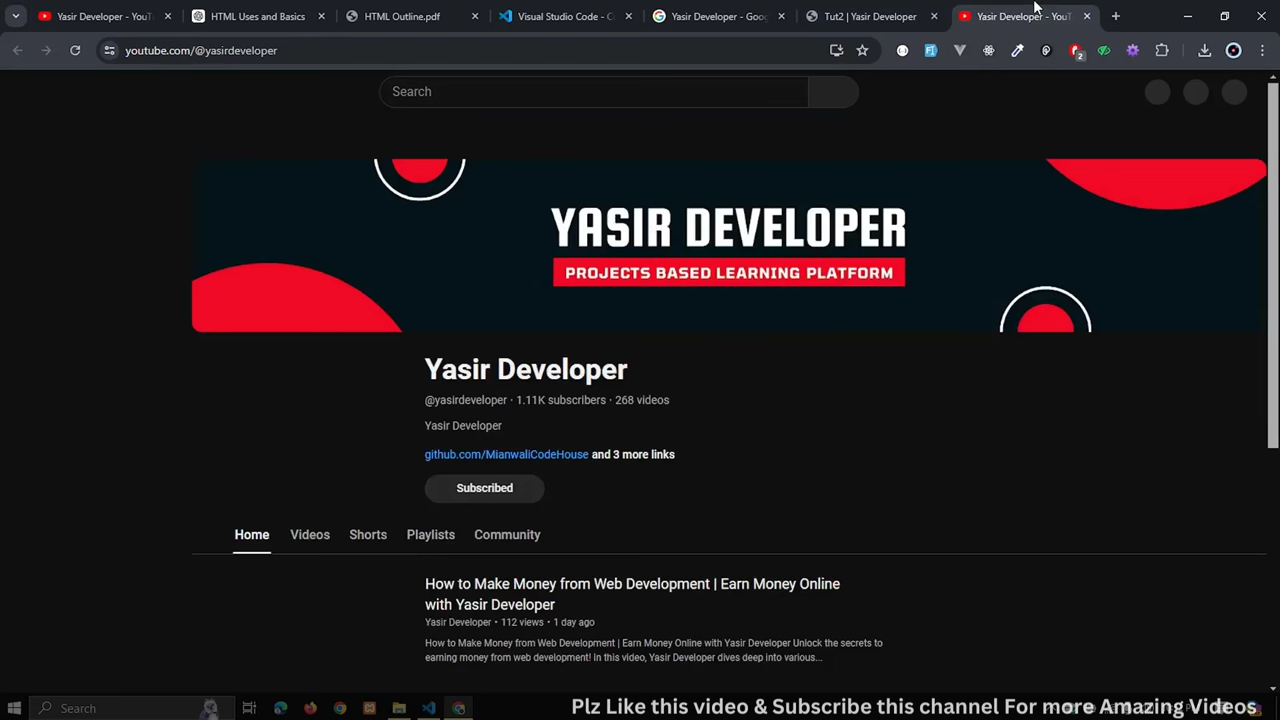 Yasir Developer - YouT
HTML Uses and Basics
HTML Outline.pdf
Visual Studio Code - C
Yasir Developer - Goog
Tut2 | Yasir Developer
Yasir Developer - YouT
youtube.com/@yasirdeveloper
2
Search
YASIR DEVELOPER
PROJECTS BASED LEARNING PLATFORM
Yasir Developer
@yasirdeveloper · 1.11K subscribers · 268 videos
Yasir Developer
github.com/MianwaliCodeHouse and 3 more links
Subscribed
Home Videos Shorts Playlists Community
How to Make Money from Web Development | Earn Money Online
with Yasir Developer
Yasir Developer · 112 views · 1 day ago
How to Make Money from Web Development | Earn Money Online with Yasir Developer Unlock the secrets to
earning money from web development! In this video, Yasir Developer dives deep into various...
Search
Plz Like this video & Subscribe this channel For more Amazing Videos